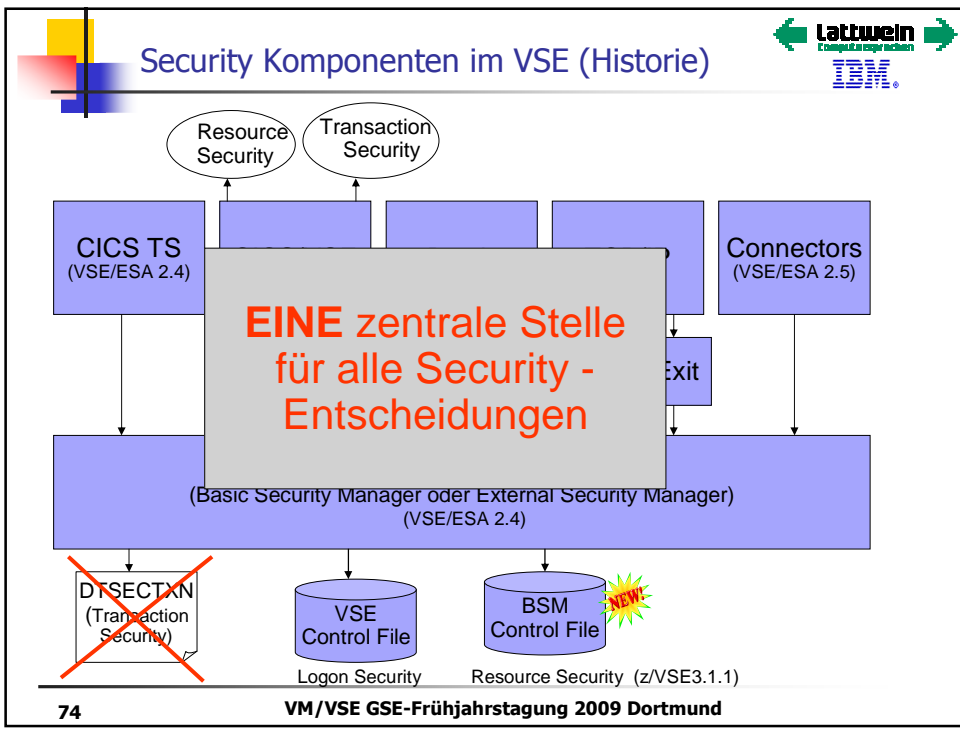 Security Komponenten im VSE (Historie)
Lattwein
Computersprachen
IBM®
Resource
Security
Transaction
Security
CICS TS
(VSE/ESA 2.4)
Connectors
(VSE/ESA 2.5)
EINE zentrale Stelle
für alle Security -
Entscheidungen
Exit
(Basic Security Manager oder External Security Manager)
(VSE/ESA 2.4)
DTSECTXN
(Transaction
Security)
VSE
Control File
BSM
Control File
NEW!
Logon Security
Resource Security (z/VSE3.1.1)
74
VM/VSE GSE-Frühjahrstagung 2009 Dortmund